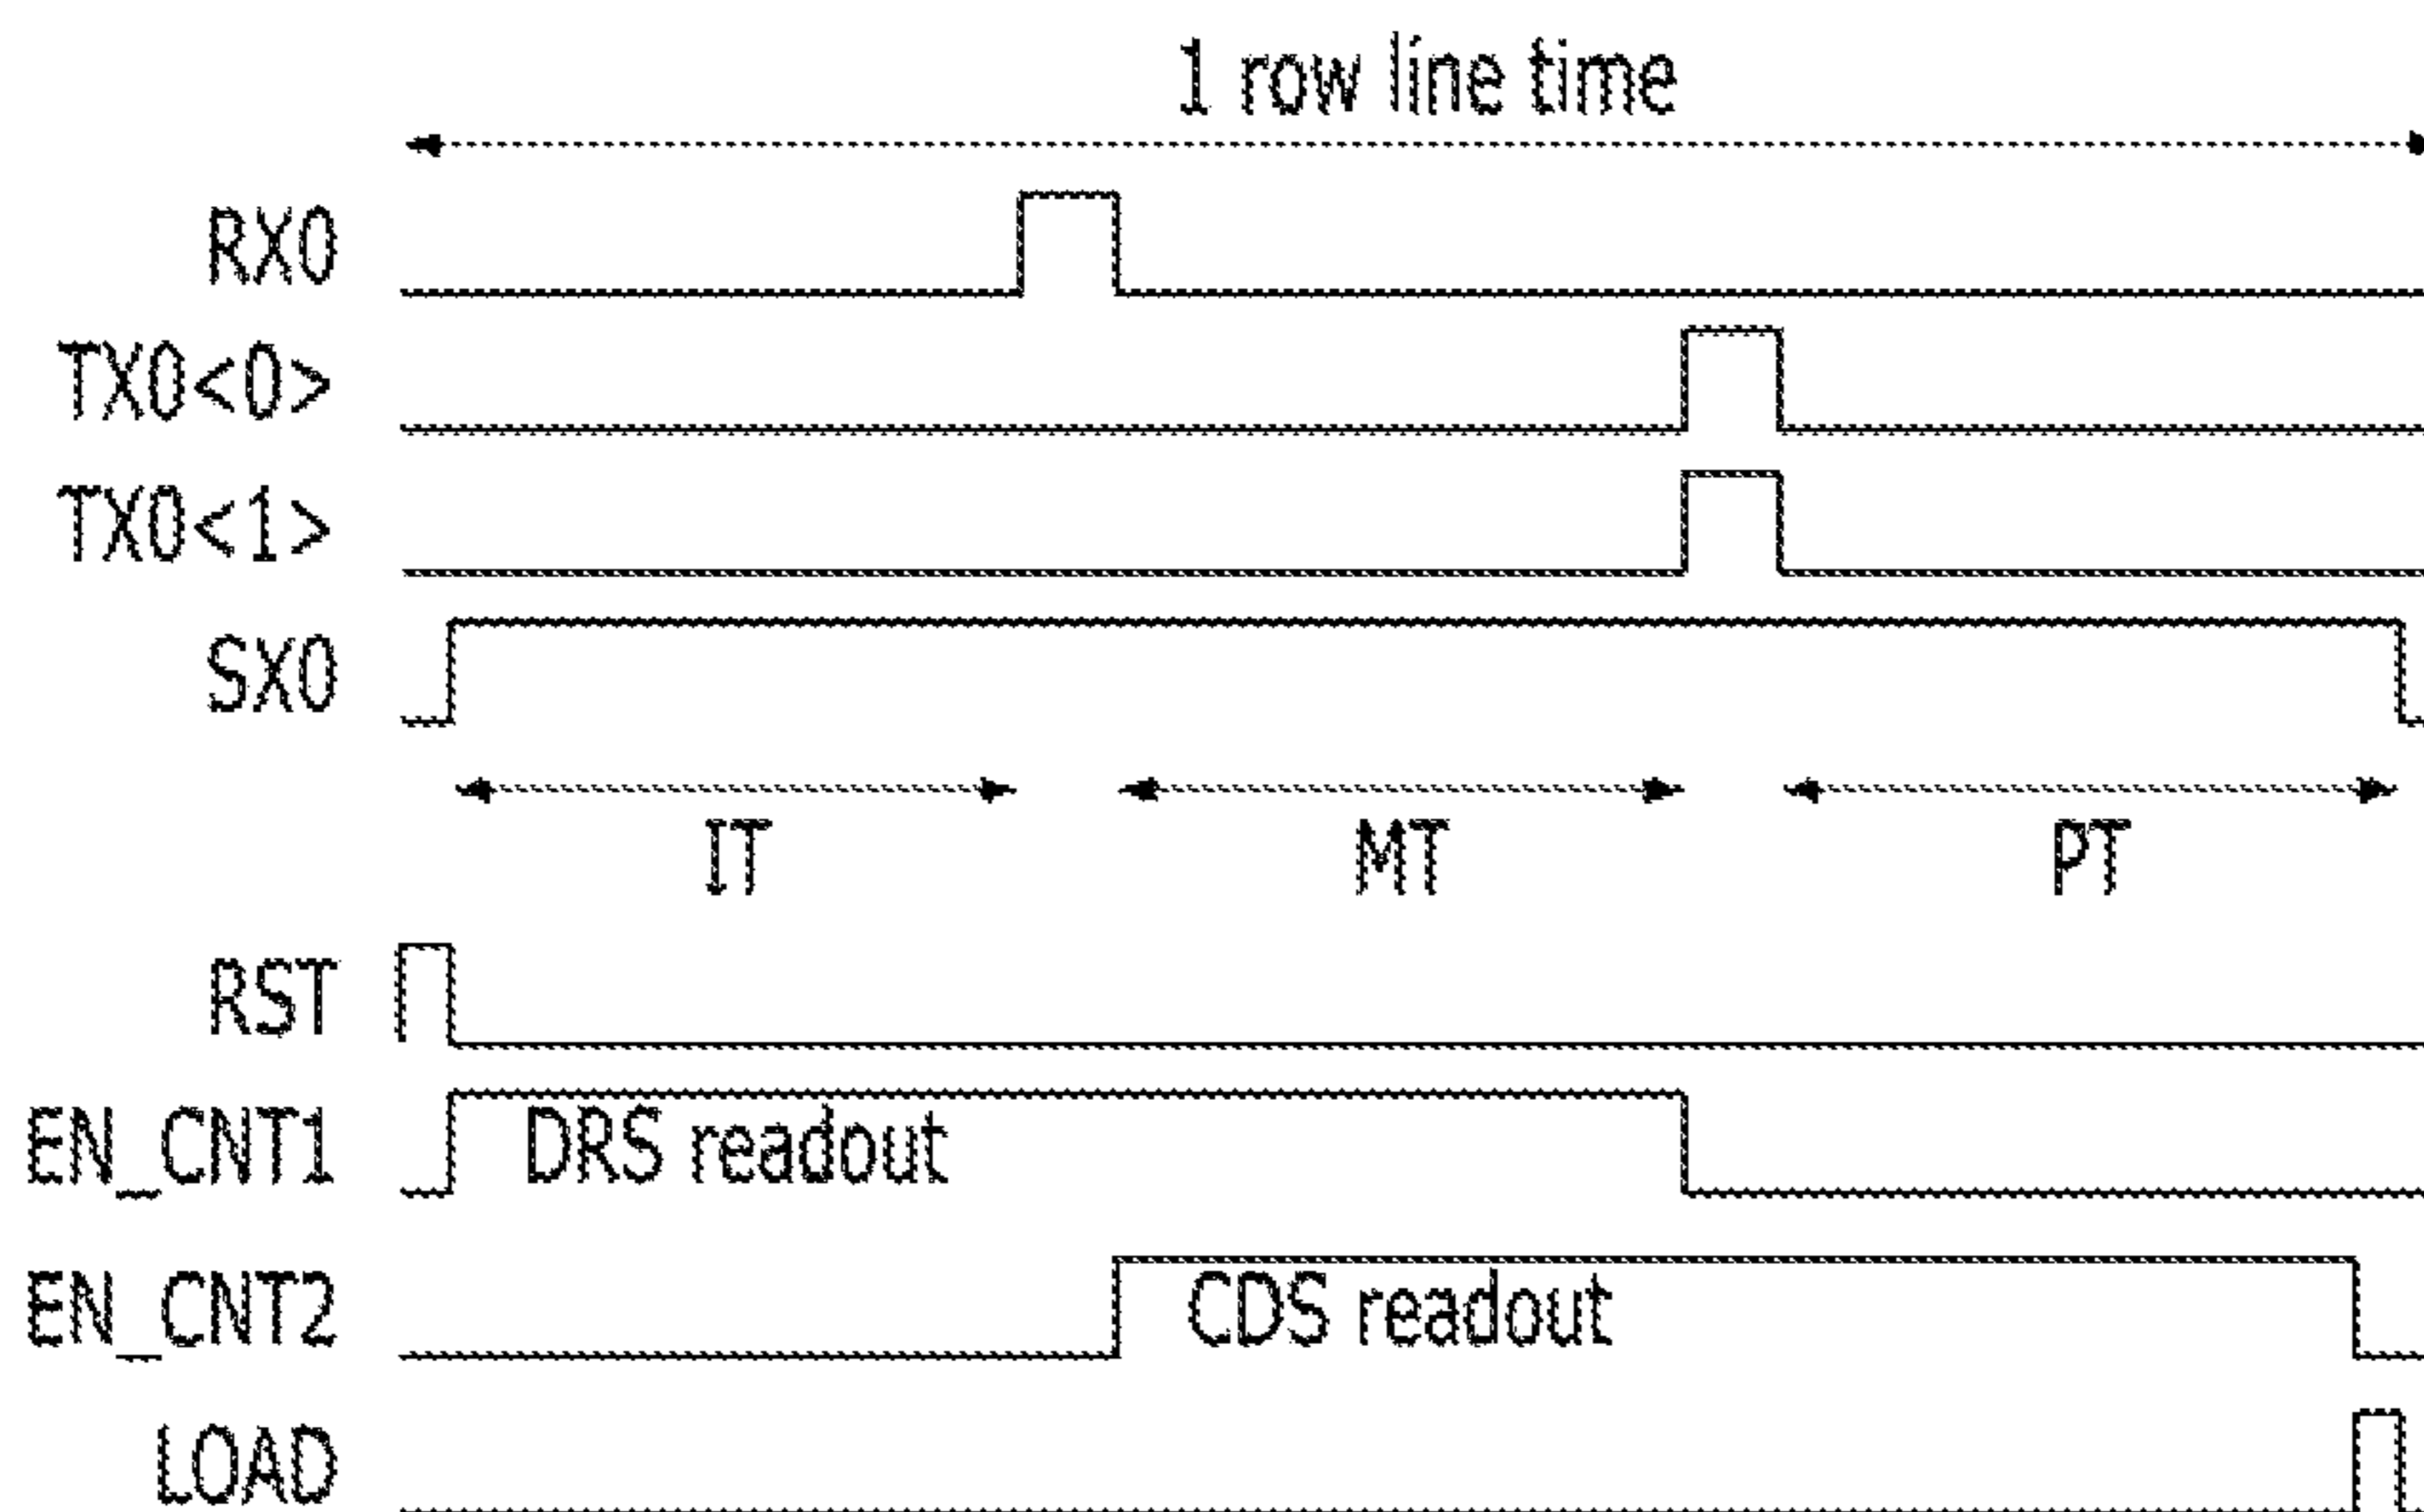 1 row line time
RX0
TX0<0>
TX0<1>
SX0
IT MT PT
RST
EN_CNT1 DRS readout
EN_CNT2 CDS readout
LOAD